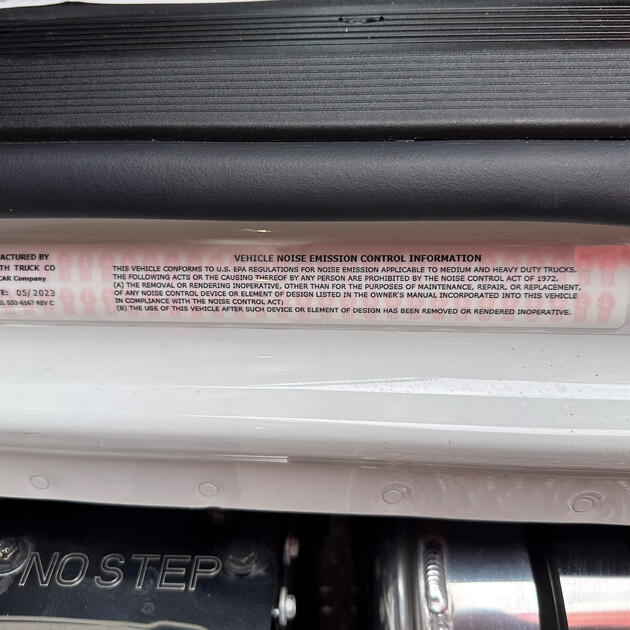 VEHICLE NOISE EMISSION CONTROL INFORMATION
ACTURED BY
TH TRUCK CO
CAR Company
TE: 05/2023
EL S53-6167 REV C
THIS VEHICLE CONFORMS TO U.S. EPA REGULATIONS FOR NOISE EMISSION APPLICABLE TO MEDIUM AND HEAVY DUTY TRUCKS.
THE FOLLOWING ACTS OR THE CAUSING THEREOF BY ANY PERSON ARE PROHIBITED BY THE NOISE CONTROL ACT OF 1972.
(A) THE REMOVAL OR RENDERING INOPERATIVE, OTHER THAN FOR THE PURPOSES OF MAINTENANCE, REPAIR, OR REPLACEMENT,
OF ANY NOISE CONTROL DEVICE OR ELEMENT OF DESIGN LISTED IN THE OWNER'S MANUAL INCORPORATED INTO THIS VEHICLE
IN COMPLIANCE WITH THE NOISE CONTROL ACT;
(B) THE USE OF THIS VEHICLE AFTER SUCH DEVICE OR ELEMENT OF DESIGN HAS BEEN REMOVED OR RENDERED INOPERATIVE.
NO STEP